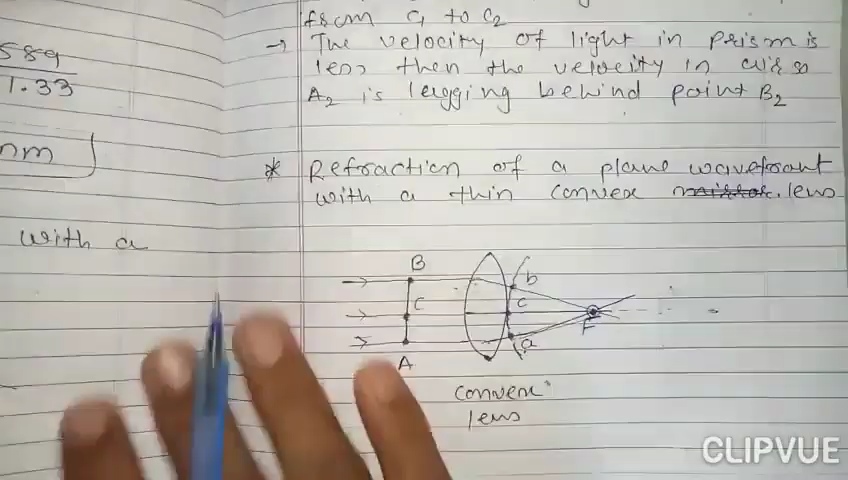 589
1.33
nm
with a
from C1 to C2
→ The velocity of light in prism is
less then the velocity in air so
A2 is lagging behind point B2
* Refraction of a plane wavefront
with a thin convex mirror. lens
B
b
C
c
F
a
A
convex
lens
CLIPVUE